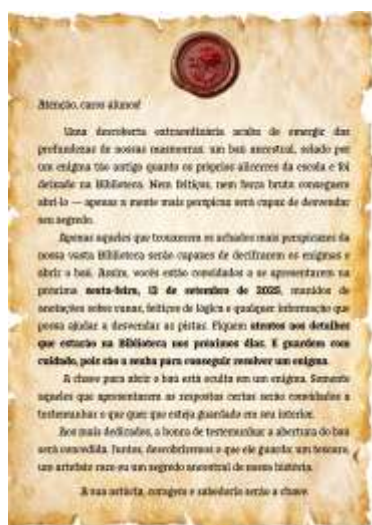 Atenção, caros alunos!
Uma descoberta extraordinária acaba de emergir das
profundezas de nossas masmorras: um baú ancestral, selado por
um enigma tão antigo quanto os próprios alicerces da escola e foi
deixado na Biblioteca. Nem feitiços, nem força bruta conseguem
abri-lo — apenas a mente mais perspicaz será capaz de desvendar
seu segredo.
Apenas aqueles que trouxerem os achados mais perspicazes da
nossa vasta Biblioteca serão capazes de decifrarem os enigmas e
abrir o baú. Assim, vocês estão convidados a se apresentarem na
próxima sexta-feira, 12 de setembro de 2025, munidos de
anotações sobre runas, feitiços de lógica e qualquer informação que
possa ajudar a desvendar as pistas. Fiquem atentos aos detalhes
que estarão na Biblioteca nos próximos dias. E guardem com
cuidado, pois são a senha para conseguir resolver um enigma.
A chave para abrir o baú está oculta em um enigma. Somente
aqueles que apresentarem as respostas certas serão convidados a
testemunhar o que quer que esteja guardado em seu interior.
Aos mais dedicados, a honra de testemunhar a abertura do baú
será concedida. Juntos, descobriremos o que ele guarda: um tesouro,
um artefato raro ou um segredo ancestral de nossa história.
A sua astúcia, coragem e sabedoria serão a chave.